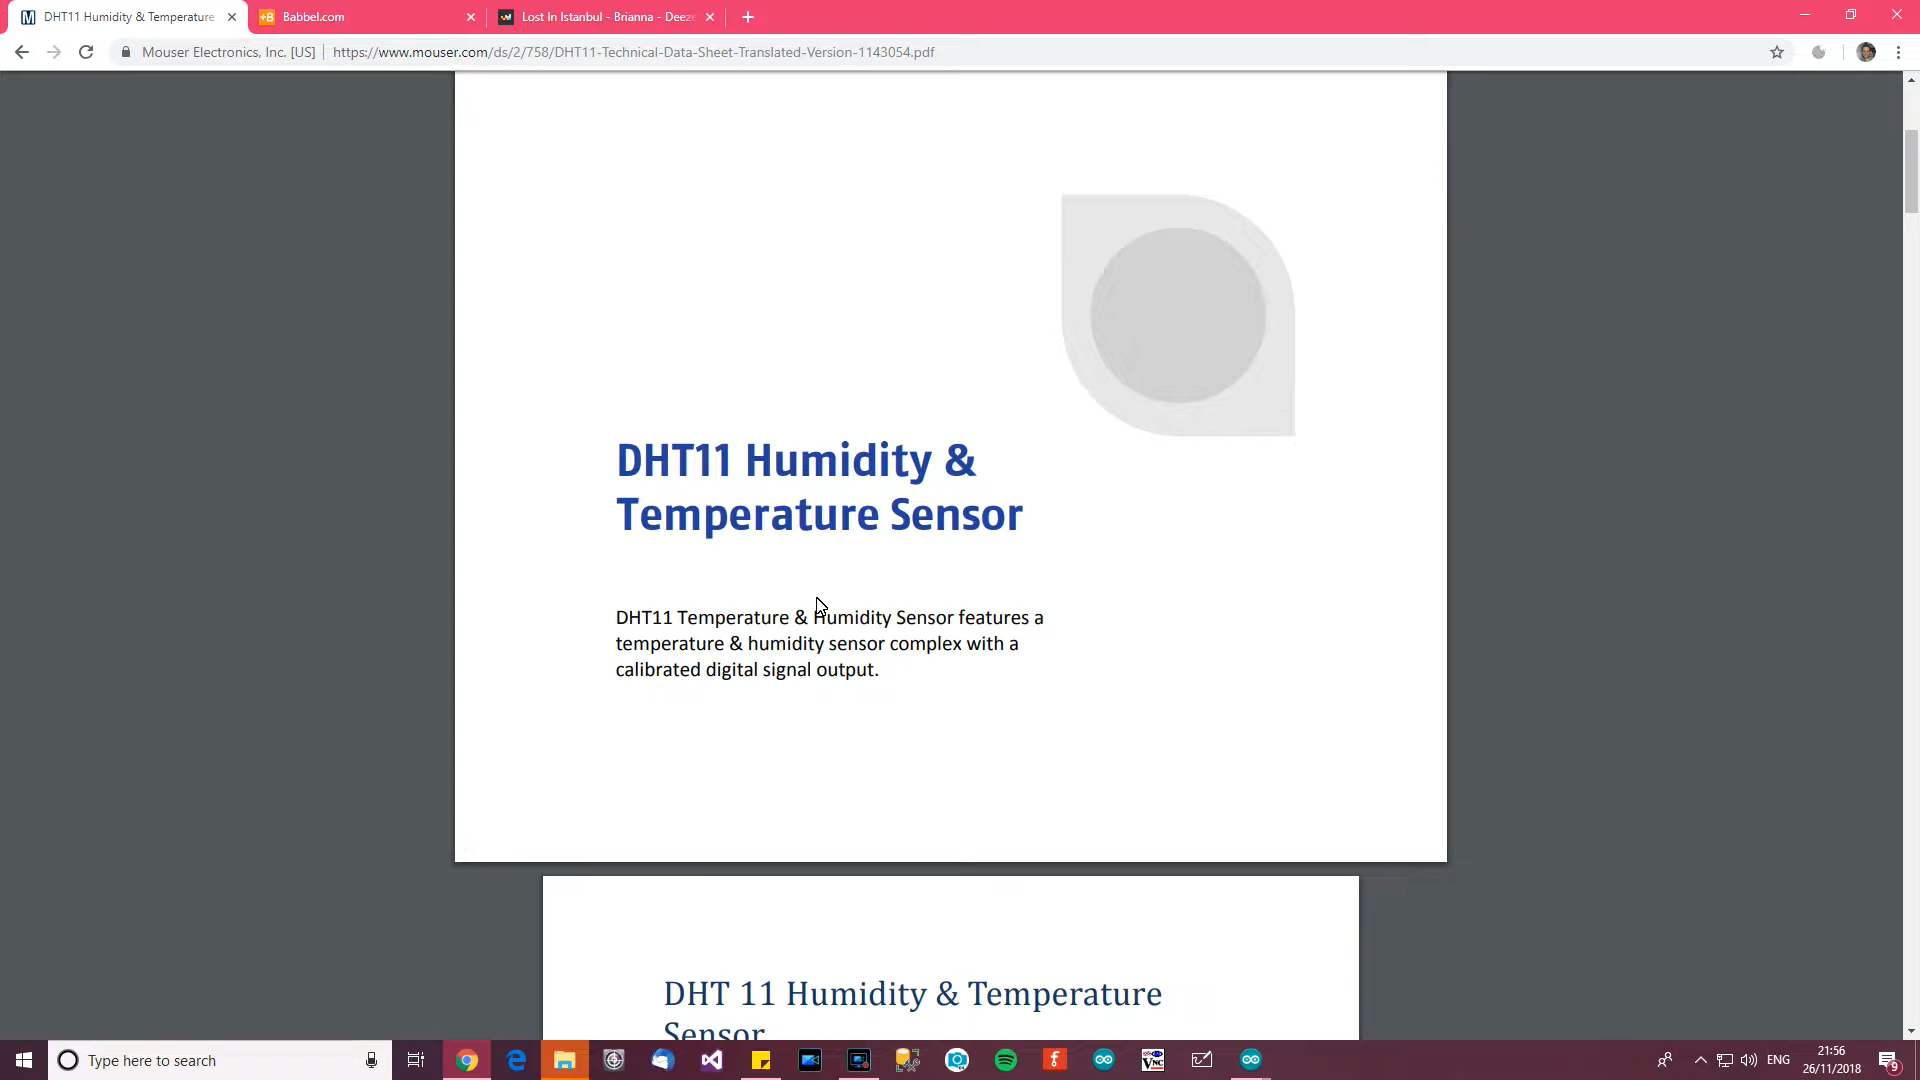 DHT11 Humidity & Temperature
Babbel.com
Lost In Istanbul - Brianna - Deeze
Mouser Electronics, Inc. [US]
https://www.mouser.com/ds/2/758/DHT11-Technical-Data-Sheet-Translated-Version-1143054.pdf
DHT11 Humidity &
Temperature Sensor
DHT11 Temperature & Humidity Sensor features a
temperature & humidity sensor complex with a
calibrated digital signal output.
DHT 11 Humidity & Temperature
Sensor
Type here to search
ENG
21:56
26/11/2018
9